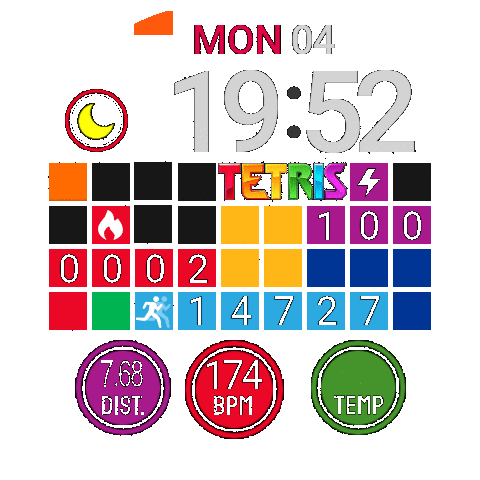 MON 04
19:52
TETRIS
100
0002
14727
7.68
DIST.
174
BPM
TEMP